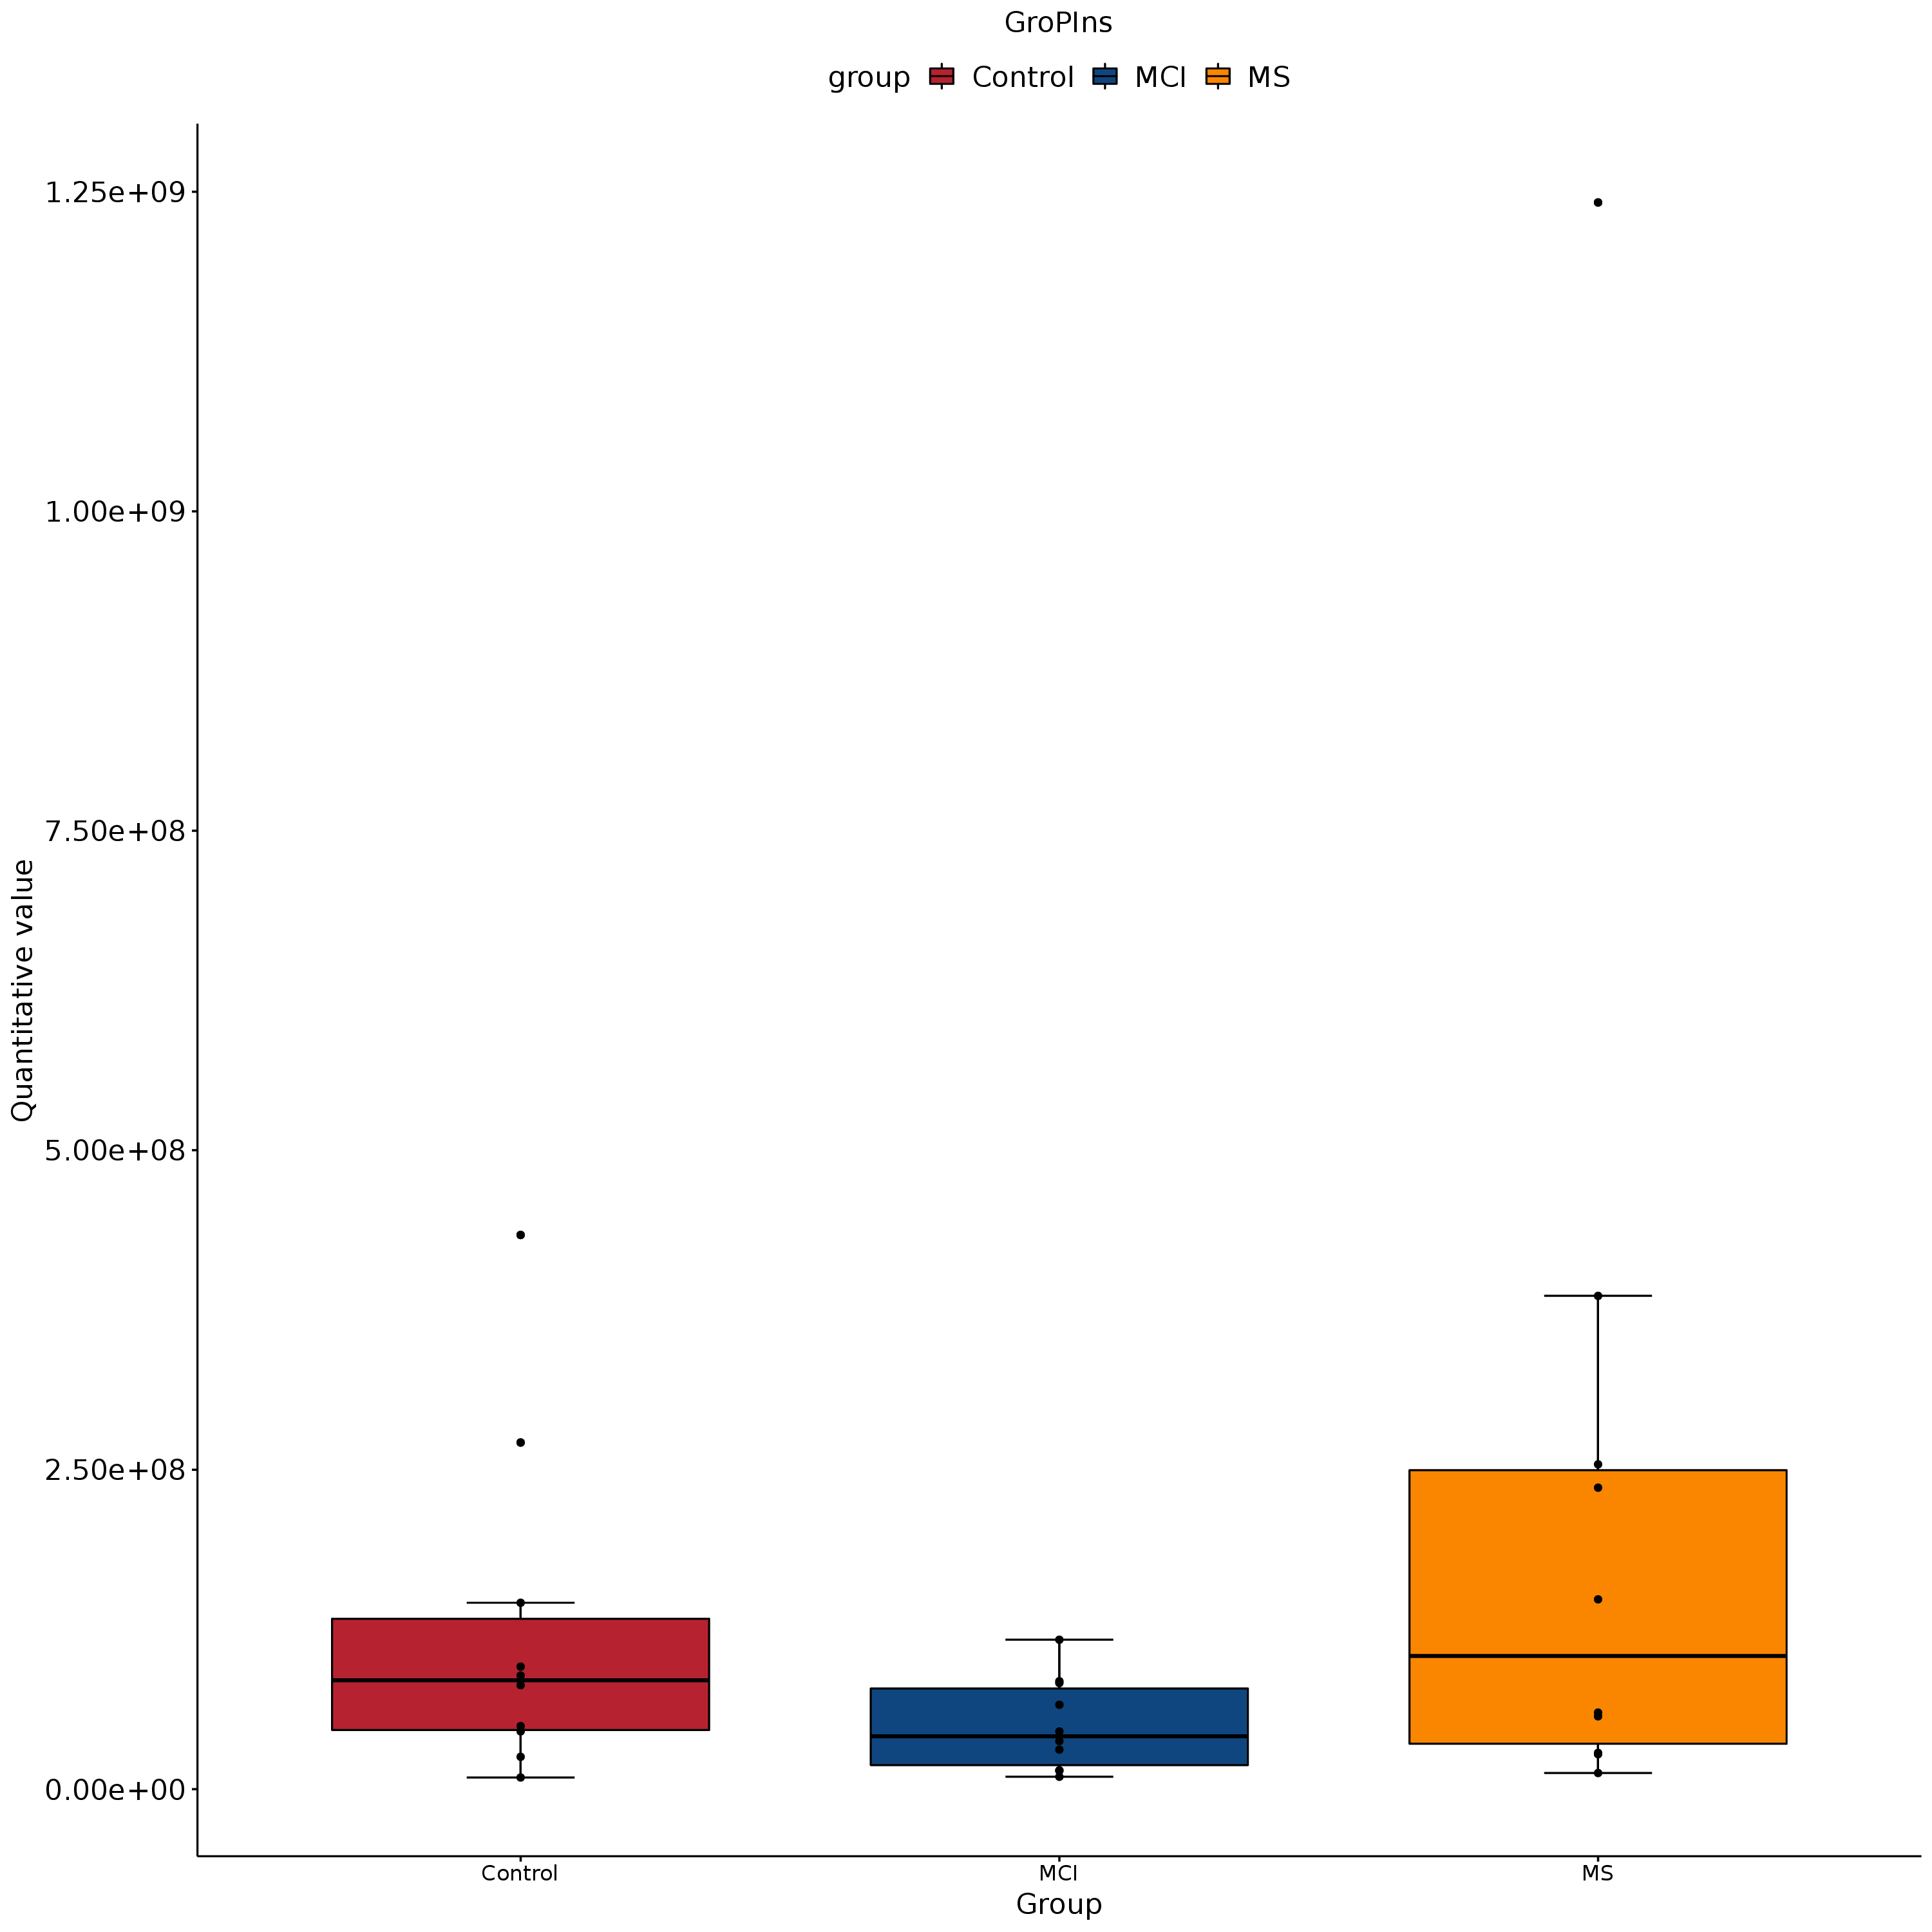 GroPIns
group Control MCI MS
1.25e+09
1.00e+09
7.50e+08
5.00e+08
2.50e+08
0.00e+00
Quantitative value
Control MCI MS
Group